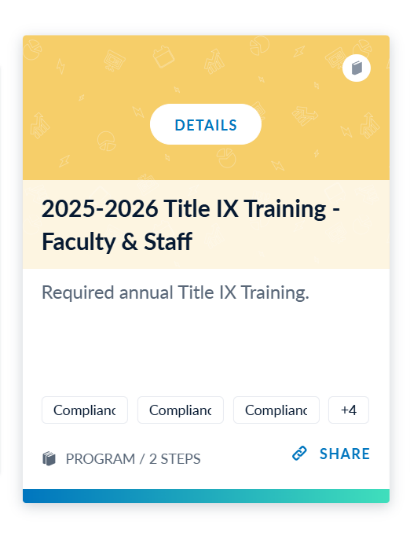 DETAILS
2025-2026 Title IX Training -
Faculty & Staff
Required annual Title IX Training.
Complianc Complianc Complianc +4
PROGRAM / 2 STEPS SHARE